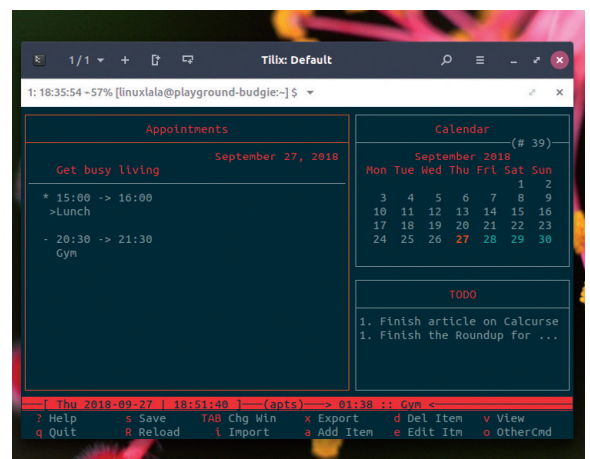 1 / 1
Tilix: Default
1: 18:35:54 ~57% [linuxlala@playground-budgie:~] $
Appointments
September 27, 2018
Get busy living
* 15:00 -> 16:00
>Lunch
- 20:30 -> 21:30
Gym
Calendar
(# 39)
September 2018
Mon Tue Wed Thu Fri Sat Sun
1 2
3 4 5 6 7 8 9
10 11 12 13 14 15 16
17 18 19 20 21 22 23
24 25 26 27 28 29 30
TODO
1. Finish article on Calcurse
1. Finish the Roundup for ...
[ Thu 2018-09-27 | 18:51:40 ] (apts) > 01:38 :: Gym <
? Help s Save TAB Chg Win x Export d Del Item v View
q Quit R Reload i Import a Add Item e Edit Itm o OtherCmd